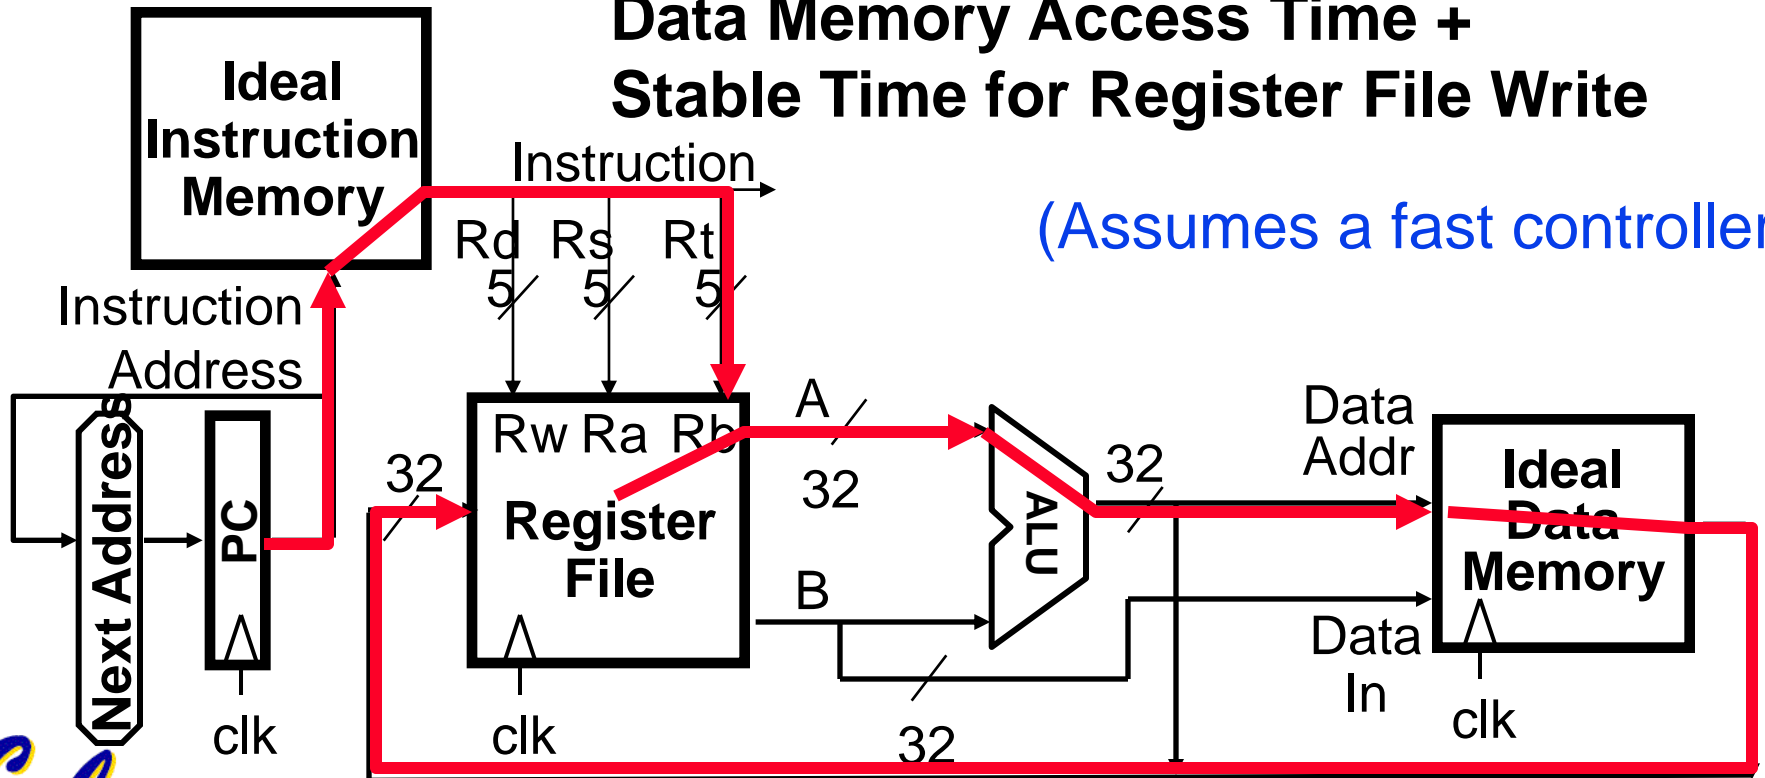 Data Memory Access Time +
Stable Time for Register File Write
(Assumes a fast controller
Ideal
Instruction
Memory
Instruction
Rd Rs Rt
5 5 5
Instruction
Address
Next Address
PC
clk
32
Rw Ra Rb
Register
File
clk
A
32
B
32
ALU
32
Data
Addr
Ideal
Data
Memory
Data
In
clk